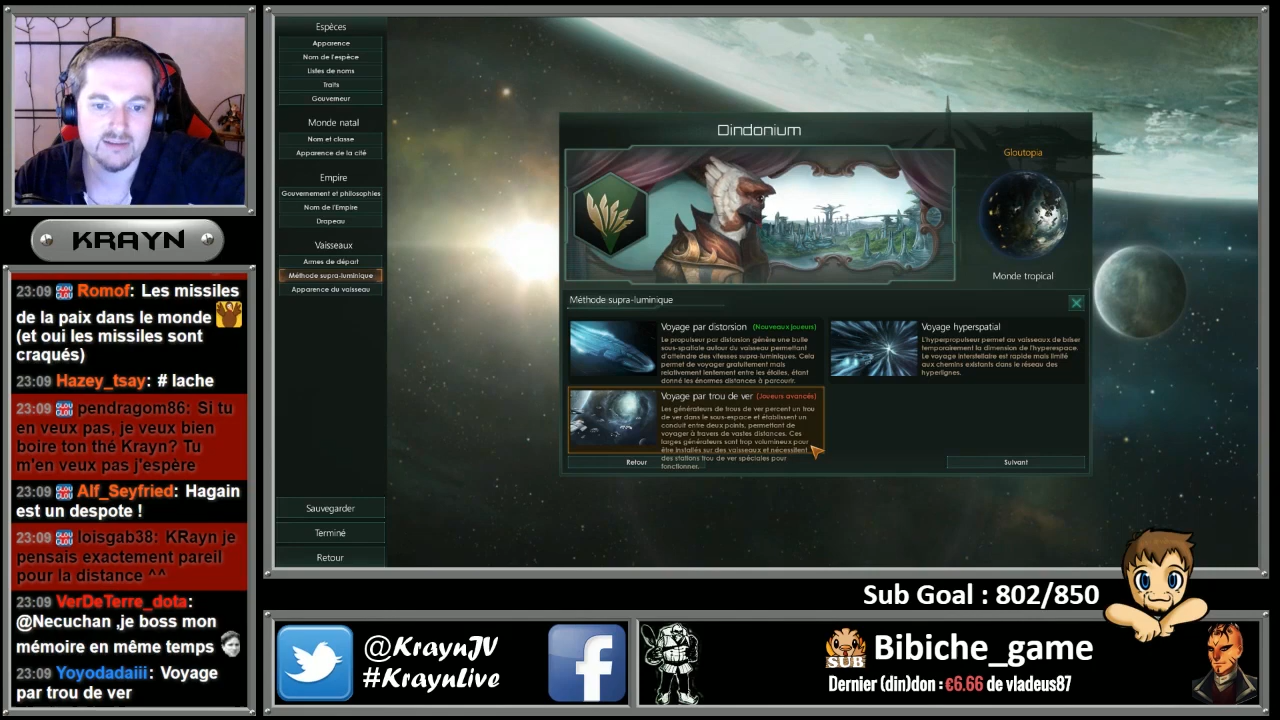 KRAYN
23:09 GLOU GLOU Romof: Les missiles
de la paix dans le monde
(et oui les missiles sont
craqués)
23:09 Hazey_tsay: # lache
23:09 GLOU GLOU pendragom86: Si tu
en veux pas, je veux bien
boire ton thé Krayn? Tu
m'en veux pas j'espère
23:09 GLOU GLOU Alf_Seyfried: Hagain
est un despote !
23:09 GLOU GLOU loisgab38: KRayn je
pensais exactement pareil
pour la distance ^^
23:09 VerDeTerre_dota:
@Necuchan ,je boss mon
mémoire en même temps
23:09 Yoyodadaiii: Voyage
par trou de ver
Espèces
Apparence
Nom de l'espèce
Listes de noms
Traits
Gouverneur
Monde natal
Nom et classe
Apparence de la cité
Empire
Gouvernement et philosophies
Nom de l'Empire
Drapeau
Vaisseaux
Armes de départ
Méthode supra-luminique
Apparence du vaisseau
Sauvegarder
Terminé
Retour
Dindonium
Gloutopia
Monde tropical
Méthode supra-luminique
Voyage par distorsion (Nouveaux joueurs)
Le propulseur par distorsion génère une bulle
sous-spatiale autour du vaisseau permettant
d'atteindre des vitesses supra-luminiques. Cela
permet de voyager gratuitement mais
relativement lentement entre les étoiles, étant
donné les énormes distances à parcourir.
Voyage hyperspatial
L'hyperpropulseur permet au vaisseaux de briser
temporairement la dimension de l'hyperespace.
Le voyage interstellaire est rapide mais limité
aux chemins existants dans le réseau des
hyperlignes.
Voyage par trou de ver (Joueurs avancés)
Les générateurs de trous de ver percent un trou
de ver dans le sous-espace et établissent un
conduit entre deux points, permettant de
voyager à travers de vastes distances. Ces
larges générateurs sont trop volumineux pour
être installés sur des vaisseaux et nécessitent
des stations trou de ver spéciales pour
fonctionner.
Retour
Suivant
Sub Goal : 802/850
@KraynJV
#KraynLive
SUB
Bibiche_game
Dernier (din)don : €6.66 de vladeus87